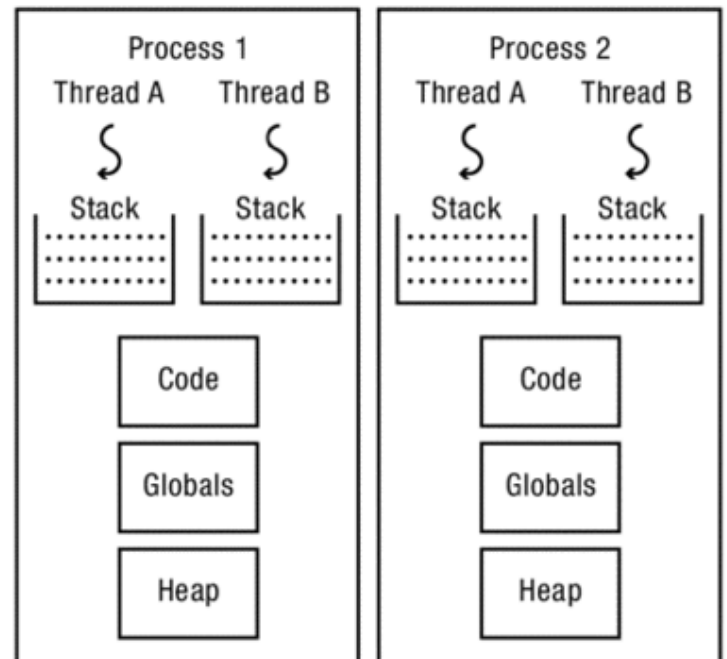 Process 1
Thread A Thread B
Stack Stack
Code
Globals
Heap
Process 2
Thread A Thread B
Stack Stack
Code
Globals
Heap